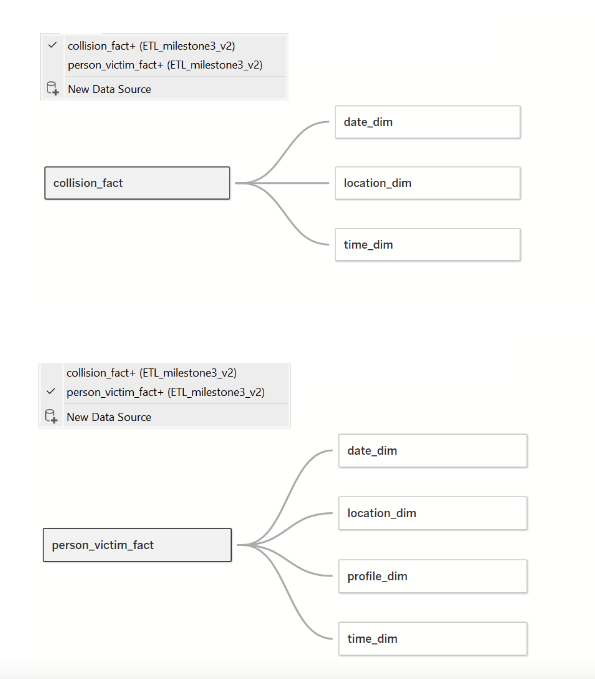 collision_fact+ (ETL_milestone3_v2)
person_victim_fact+ (ETL_milestone3_v2)
New Data Source
date_dim
collision_fact
location_dim
time_dim
collision_fact+ (ETL_milestone3_v2)
person_victim_fact+ (ETL_milestone3_v2)
New Data Source
date_dim
location_dim
person_victim_fact
profile_dim
time_dim